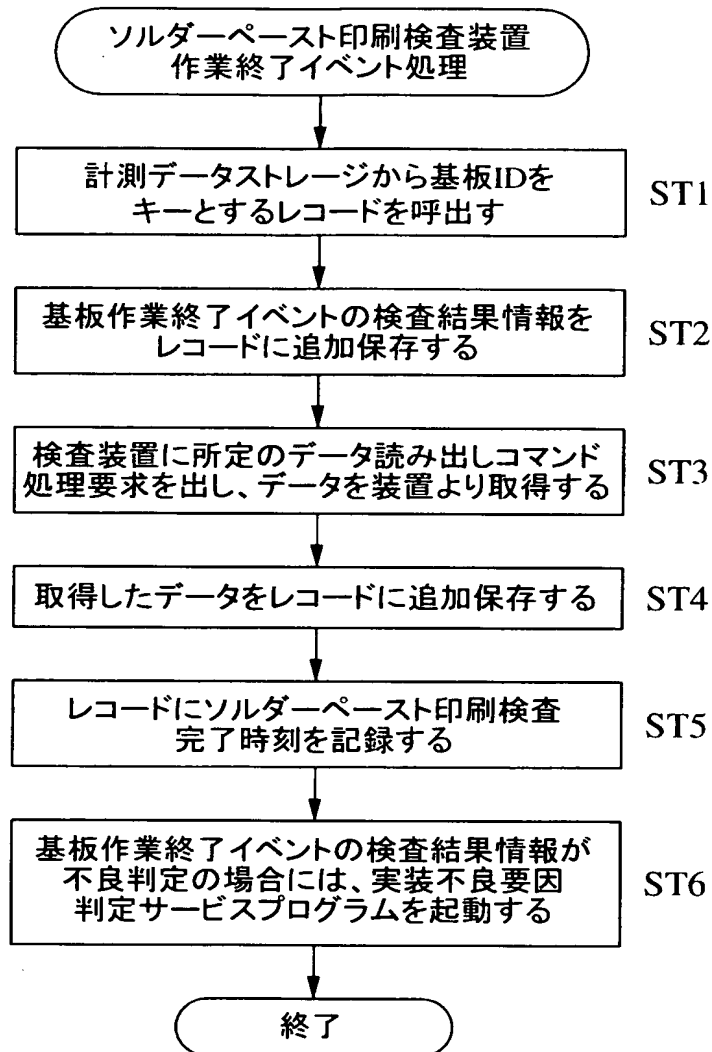 ソルダーペースト印刷検査装置
作業終了イベント処理
計測データストレージから基板IDを
キーとするレコードを呼出す
ST1
基板作業終了イベントの検査結果情報を
レコードに追加保存する
ST2
検査装置に所定のデータ読み出しコマンド
処理要求を出し、データを装置より取得する
ST3
取得したデータをレコードに追加保存する
ST4
レコードにソルダーペースト印刷検査
完了時刻を記録する
ST5
基板作業終了イベントの検査結果情報が
不良判定の場合には、実装不良要因
判定サービスプログラムを起動する
ST6
終了